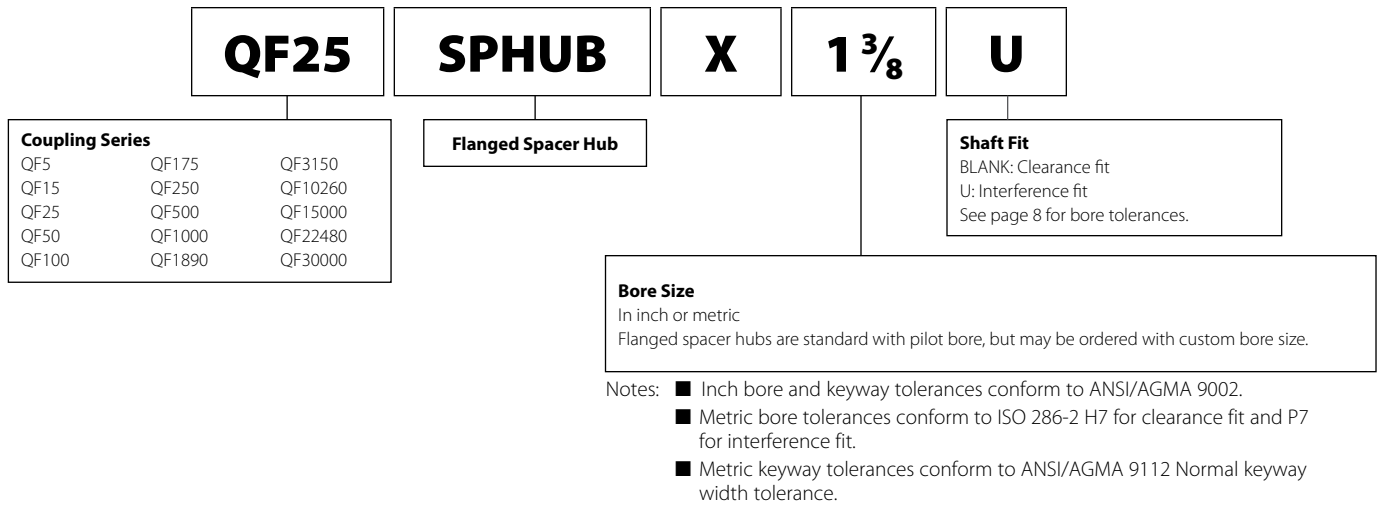 QF25 SPHUB X 1 ⅜ U
Coupling Series
QF5 QF175 QF3150
QF15 QF250 QF10260
QF25 QF500 QF15000
QF50 QF1000 QF22480
QF100 QF1890 QF30000
Flanged Spacer Hub
Shaft Fit
BLANK: Clearance fit
U: Interference fit
See page 8 for bore tolerances.
Bore Size
In inch or metric
Flanged spacer hubs are standard with pilot bore, but may be ordered with custom bore size.
Notes: ■ Inch bore and keyway tolerances conform to ANSI/AGMA 9002.
■ Metric bore tolerances conform to ISO 286-2 H7 for clearance fit and P7
for interference fit.
■ Metric keyway tolerances conform to ANSI/AGMA 9112 Normal keyway
width tolerance.